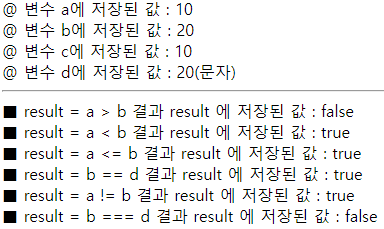 @ 변수 a에 저장된 값 : 10
@ 변수 b에 저장된 값 : 20
@ 변수 c에 저장된 값 : 10
@ 변수 d에 저장된 값 : 20(문자)
■ result = a > b 결과 result 에 저장된 값 : false
■ result = a < b 결과 result 에 저장된 값 : true
■ result = a <= b 결과 result 에 저장된 값 : true
■ result = b == d 결과 result 에 저장된 값 : true
■ result = a != b 결과 result 에 저장된 값 : true
■ result = b === d 결과 result 에 저장된 값 : false